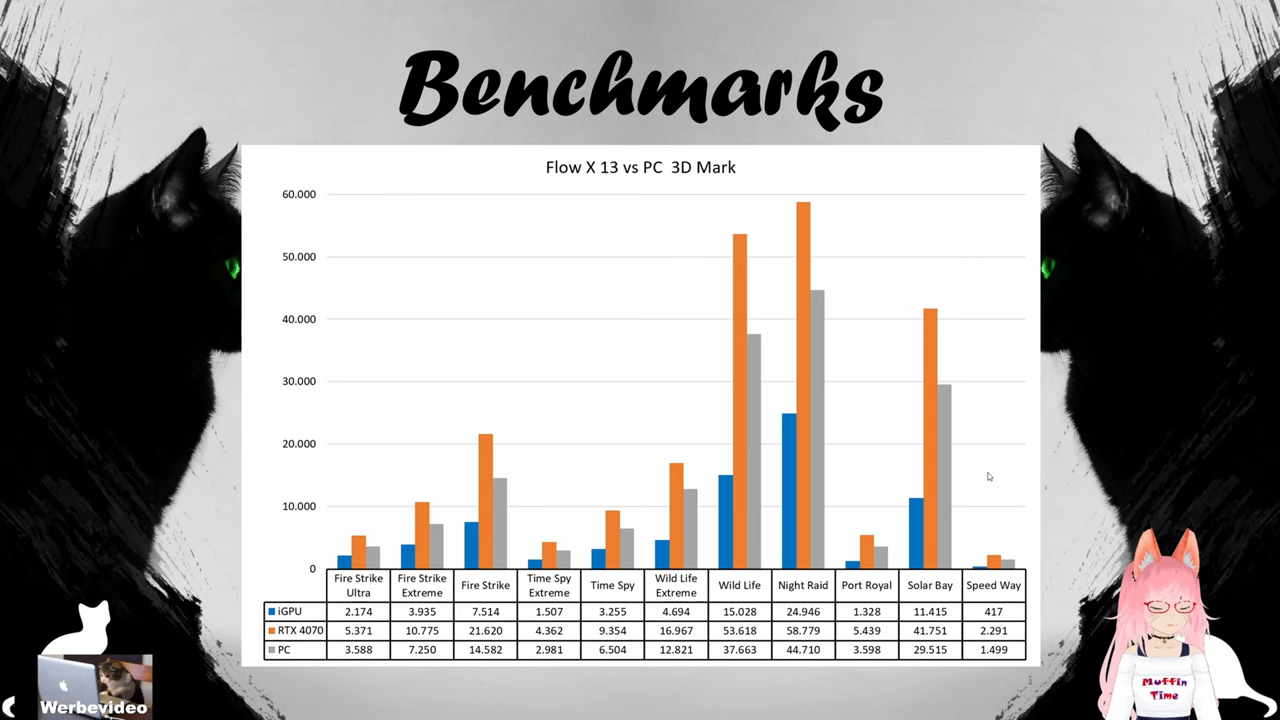 Benchmarks
Flow X 13 vs PC 3D Mark
60.000
50.000
40.000
30.000
20.000
10.000
0
Fire Strike Ultra Fire Strike Extreme Fire Strike Time Spy Extreme Time Spy Wild Life Extreme Wild Life Night Raid Port Royal Solar Bay Speed Way
iGPU 2.174 3.935 7.514 1.507 3.255 4.694 15.028 24.946 1.328 11.415 417
RTX 4070 5.371 10.775 21.620 4.362 9.354 16.967 53.618 58.779 5.439 41.751 2.291
PC 3.588 7.250 14.582 2.981 6.504 12.821 37.663 44.710 3.598 29.515 1.499
Werbevideo
Muffin
Time